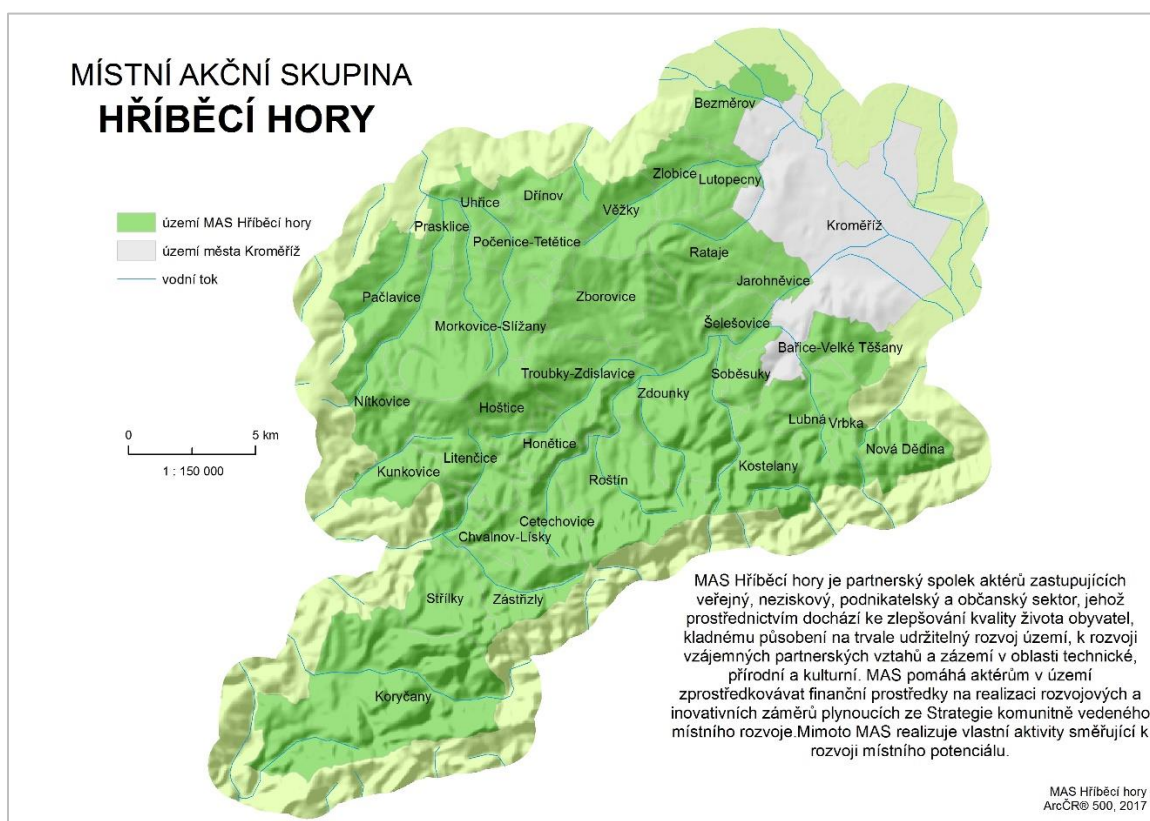 MÍSTNÍ AKČNÍ SKUPINA
HŘÍBĚCÍ HORY
území MAS Hříběcí hory
území města Kroměříž
vodní tok
0 5 km
1 : 150 000
Bezměrov
Zlobice
Lutopecny
Dřínov
Uhřice
Věžky
Prasklice
Kroměříž
Počenice-Tetětice
Rataje
Jarohněvice
Pačlavice
Zborovice
Morkovice-Slížany
Šelešovice
Bařice-Velké Těšany
Troubky-Zdislavice
Soběsuky
Zdounky
Nítkovice
Hoštice
Lubná
Vrbka
Honětice
Nová Dědina
Litenčice
Kunkovice
Kostelany
Roštín
Cetechovice
Chvalnov-Lísky
Střílky
Zástřizly
Koryčany
MAS Hříběcí hory je partnerský spolek aktérů zastupujících
veřejný, neziskový, podnikatelský a občanský sektor, jehož
prostřednictvím dochází ke zlepšování kvality života obyvatel,
kladnému působení na trvale udržitelný rozvoj území, k rozvoji
vzájemných partnerských vztahů a zázemí v oblasti technické,
přírodní a kulturní. MAS pomáhá aktérům v území
zprostředkovávat finanční prostředky na realizaci rozvojových a
inovativních záměrů plynoucích ze Strategie komunitně vedeného
místního rozvoje.Mimoto MAS realizuje vlastní aktivity směřující k
rozvoji místního potenciálu.
MAS Hříběcí hory
ArcČR® 500, 2017